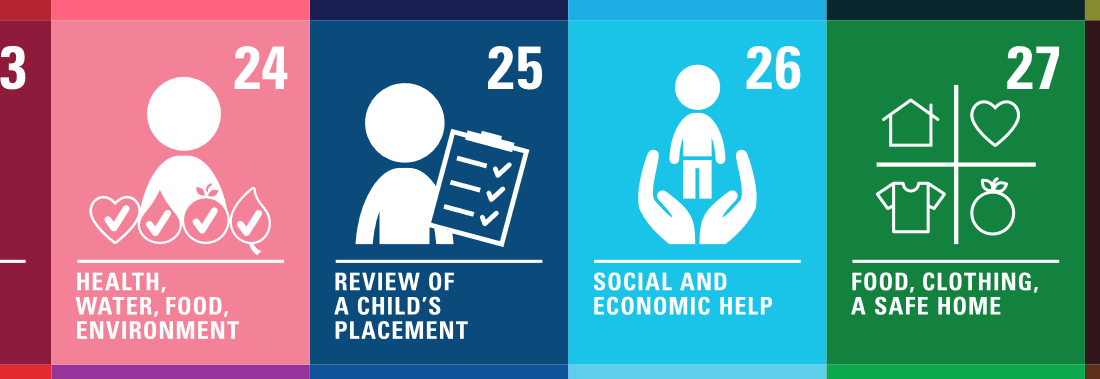 3
24
HEALTH,
WATER, FOOD,
ENVIRONMENT
25
REVIEW OF
A CHILD'S
PLACEMENT
26
SOCIAL AND
ECONOMIC HELP
27
FOOD, CLOTHING,
A SAFE HOME